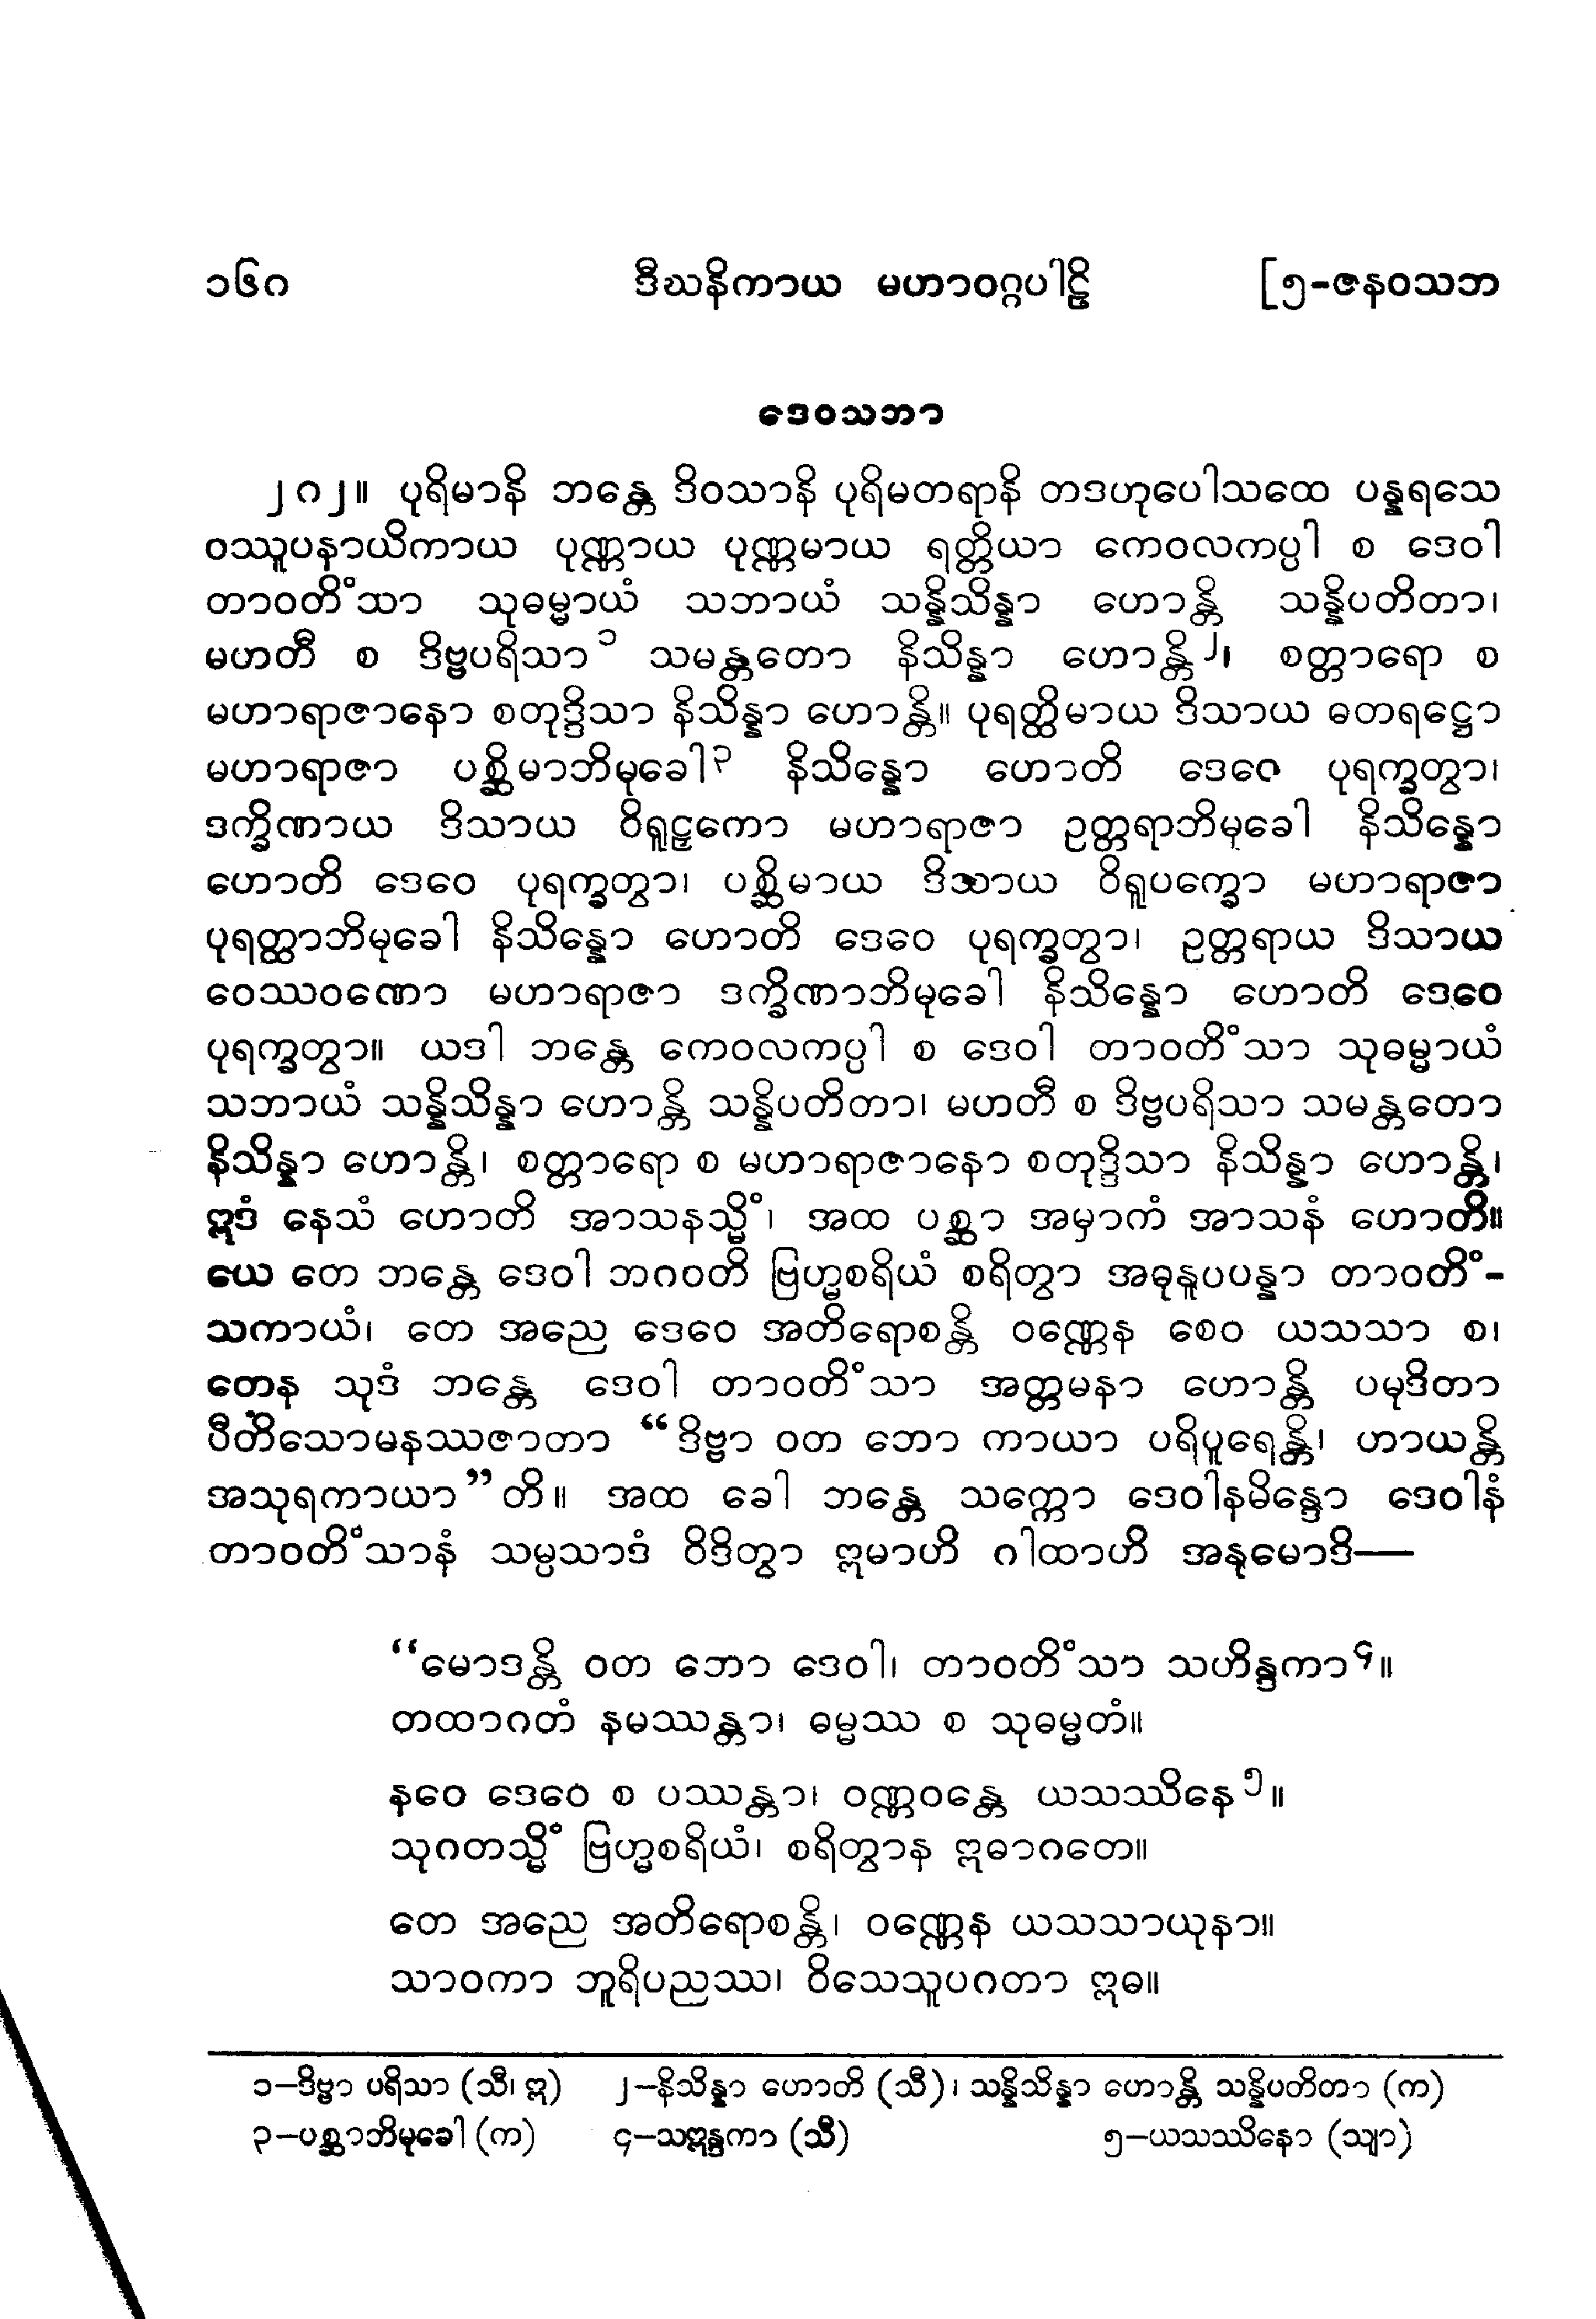 ၁၆ဂ ဒီဃနိကာယ မဟာဝဂ္ဂပါဠိ [၅-ဇနဝသဘ
ဒေဝသဘာ
၂ဂ၂။ ပုရိမာနိ ဘန္တေ ဒိဝသာနိ ပုရိမတရာနိ တဒဟုပေါသထေ ပန္နရသေ
ဝဿူပနာယိကာယ ပုဏ္ဏာယ ပုဏ္ဏမာယ ရတ္တိယာ ကေဝလကပ္ပါ စ ဒေဝါ
တာဝတိံသာ သုဓမ္မာယံ သဘာယံ သန္နိသိန္နာ ဟောန္တိ သန္နိပတိတာ၊
မဟတီ စ ဒိဗ္ဗပရိသာ ၁ သမန္တတော နိသိန္နာ ဟောန္တိ ၂၊ စတ္တာရော စ
မဟာရာဇာနော စတုဒ္ဒိသာ နိသိန္နာ ဟောန္တိ။ ပုရတ္ထိမာယ ဒိသာယ ဓတရဋ္ဌော
မဟာရာဇာ ပစ္ဆိမာဘိမုခေါ ၃ နိသိန္နော ဟောတိ ဒေဝေ ပုရက္ခတွာ၊
ဒက္ခိဏာယ ဒိသာယ ဝိရူဠှကော မဟာရာဇာ ဥတ္တရာဘိမုခေါ နိသိန္နော
ဟောတိ ဒေဝေ ပုရက္ခတွာ၊ ပစ္ဆိမာယ ဒိသာယ ဝိရူပက္ခော မဟာရာဇာ
ပုရတ္ထာဘိမုခေါ နိသိန္နော ဟောတိ ဒေဝေ ပုရက္ခတွာ၊ ဥတ္တရာယ ဒိသာယ
ဝေဿဝဏော မဟာရာဇာ ဒက္ခိဏာဘိမုခေါ နိသိန္နော ဟောတိ ဒေဝေ
ပုရက္ခတွာ။ ယဒါ ဘန္တေ ကေဝလကပ္ပါ စ ဒေဝါ တာဝတိံသာ သုဓမ္မာယံ
သဘာယံ သန္နိသိန္နာ ဟောန္တိ သန္နိပတိတာ၊ မဟတီ စ ဒိဗ္ဗပရိသာ သမန္တတော
နိသိန္နာ ဟောန္တိ၊ စတ္တာရော စ မဟာရာဇာနော စတုဒ္ဒိသာ နိသိန္နာ ဟောန္တိ၊
ဣဒံ နေသံ ဟောတိ အာသနသ္မိံ၊ အထ ပစ္ဆာ အမှာကံ အာသနံ ဟောတိ။
ယေ တေ ဘန္တေ ဒေဝါ ဘဂဝတိ ဗြဟ္မစရိယံ စရိတွာ အဓုနူပပန္နာ တာဝတိံ-
သကာယံ၊ တေ အညေ ဒေဝေ အတိရောစန္တိ ဝဏ္ဏေန စေဝ ယသသာ စ၊
တေန သုဒံ ဘန္တေ ဒေဝါ တာဝတိံသာ အတ္တမနာ ဟောန္တိ ပမုဒိတာ
ပီတိသောမနဿဇာတာ “ဒိဗ္ဗာ ဝတ ဘော ကာယာ ပရိပူရေန္တိ၊ ဟာယန္တိ
အသုရကာယာ”တိ။ အထ ခေါ ဘန္တေ သက္ကော ဒေဝါနမိန္ဒော ဒေဝါနံ
တာဝတိံသာနံ သမ္ပသာဒံ ဝိဒိတွာ ဣမာဟိ ဂါထာဟိ အနုမောဒိ—
“မောဒန္တိ ဝတ ဘော ဒေဝါ၊ တာဝတိံသာ သဟိန္ဒကာ ၄။
တထာဂတံ နမဿန္တာ၊ ဓမ္မဿ စ သုဓမ္မတံ။
နဝေ ဒေဝေ စ ပဿန္တာ၊ ဝဏ္ဏဝန္တေ ယသဿိနေ ၅။
သုဂတသ္မိံ ဗြဟ္မစရိယံ၊ စရိတွာန ဣဓာဂတေ။
တေ အညေ အတိရောစန္တိ၊ ဝဏ္ဏေန ယသသာယုနာ။
သာဝကာ ဘူရိပညဿ၊ ဝိသေသူပဂတာ ဣဓ။
၁—ဒိဗ္ဗာ ပရိသာ (သီ၊ ဣ) ၂—နိသိန္နာ ဟောတိ (သီ)၊ သန္နိသိန္နာ ဟောန္တိ သန္နိပတိတာ (က)
၃—ပစ္ဆာဘိမုခေါ (က) ၄—သဣန္ဒကာ (သီ) ၅—ယသဿိနော (သျာ)